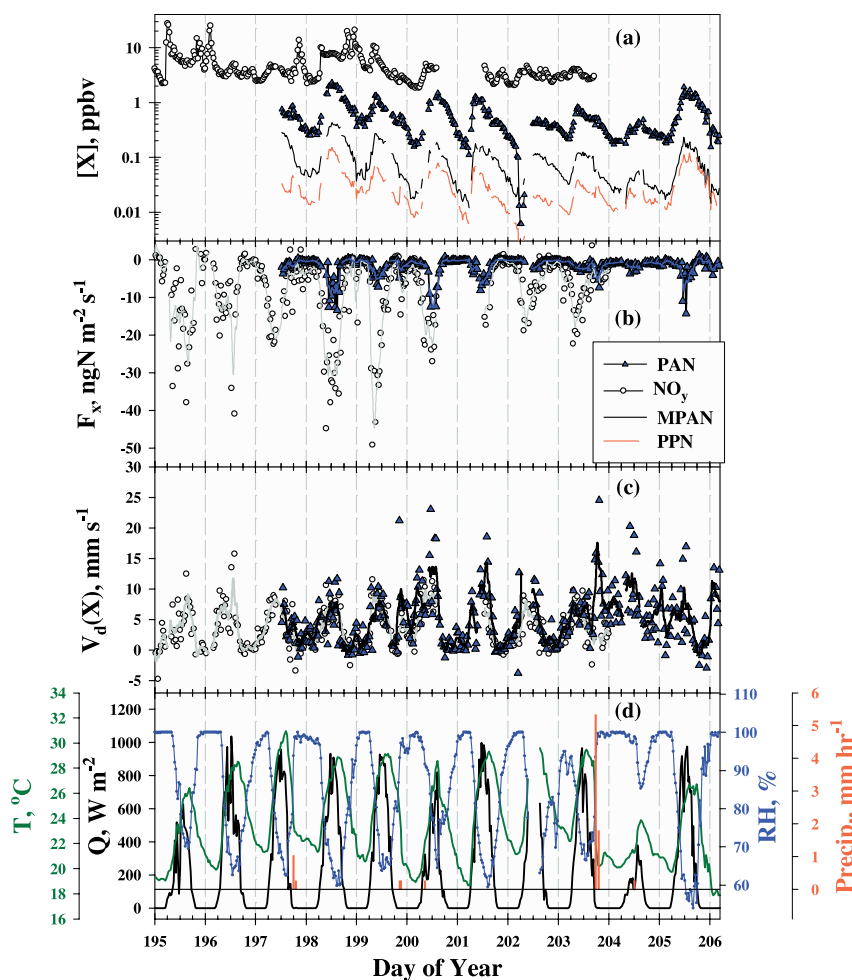 (a)
10
1
0.1
0.01
[X], ppbv
(b)
0
-10
-20
-30
-40
-50
30
F_x, ngN m⁻² s⁻¹
PAN
NO_y
MPAN
PPN
(c)
25
20
15
10
5
0
-5
V_d(X), mm s⁻¹
(d)
34
32
30
28
26
24
22
20
18
16
T, °C
1200
1000
800
600
400
200
0
Q, W m⁻²
110
100
90
80
70
60
RH, %
6
5
4
3
2
1
0
Precip., mm hr⁻¹
195 196 197 198 199 200 201 202 203 204 205 206
Day of Year